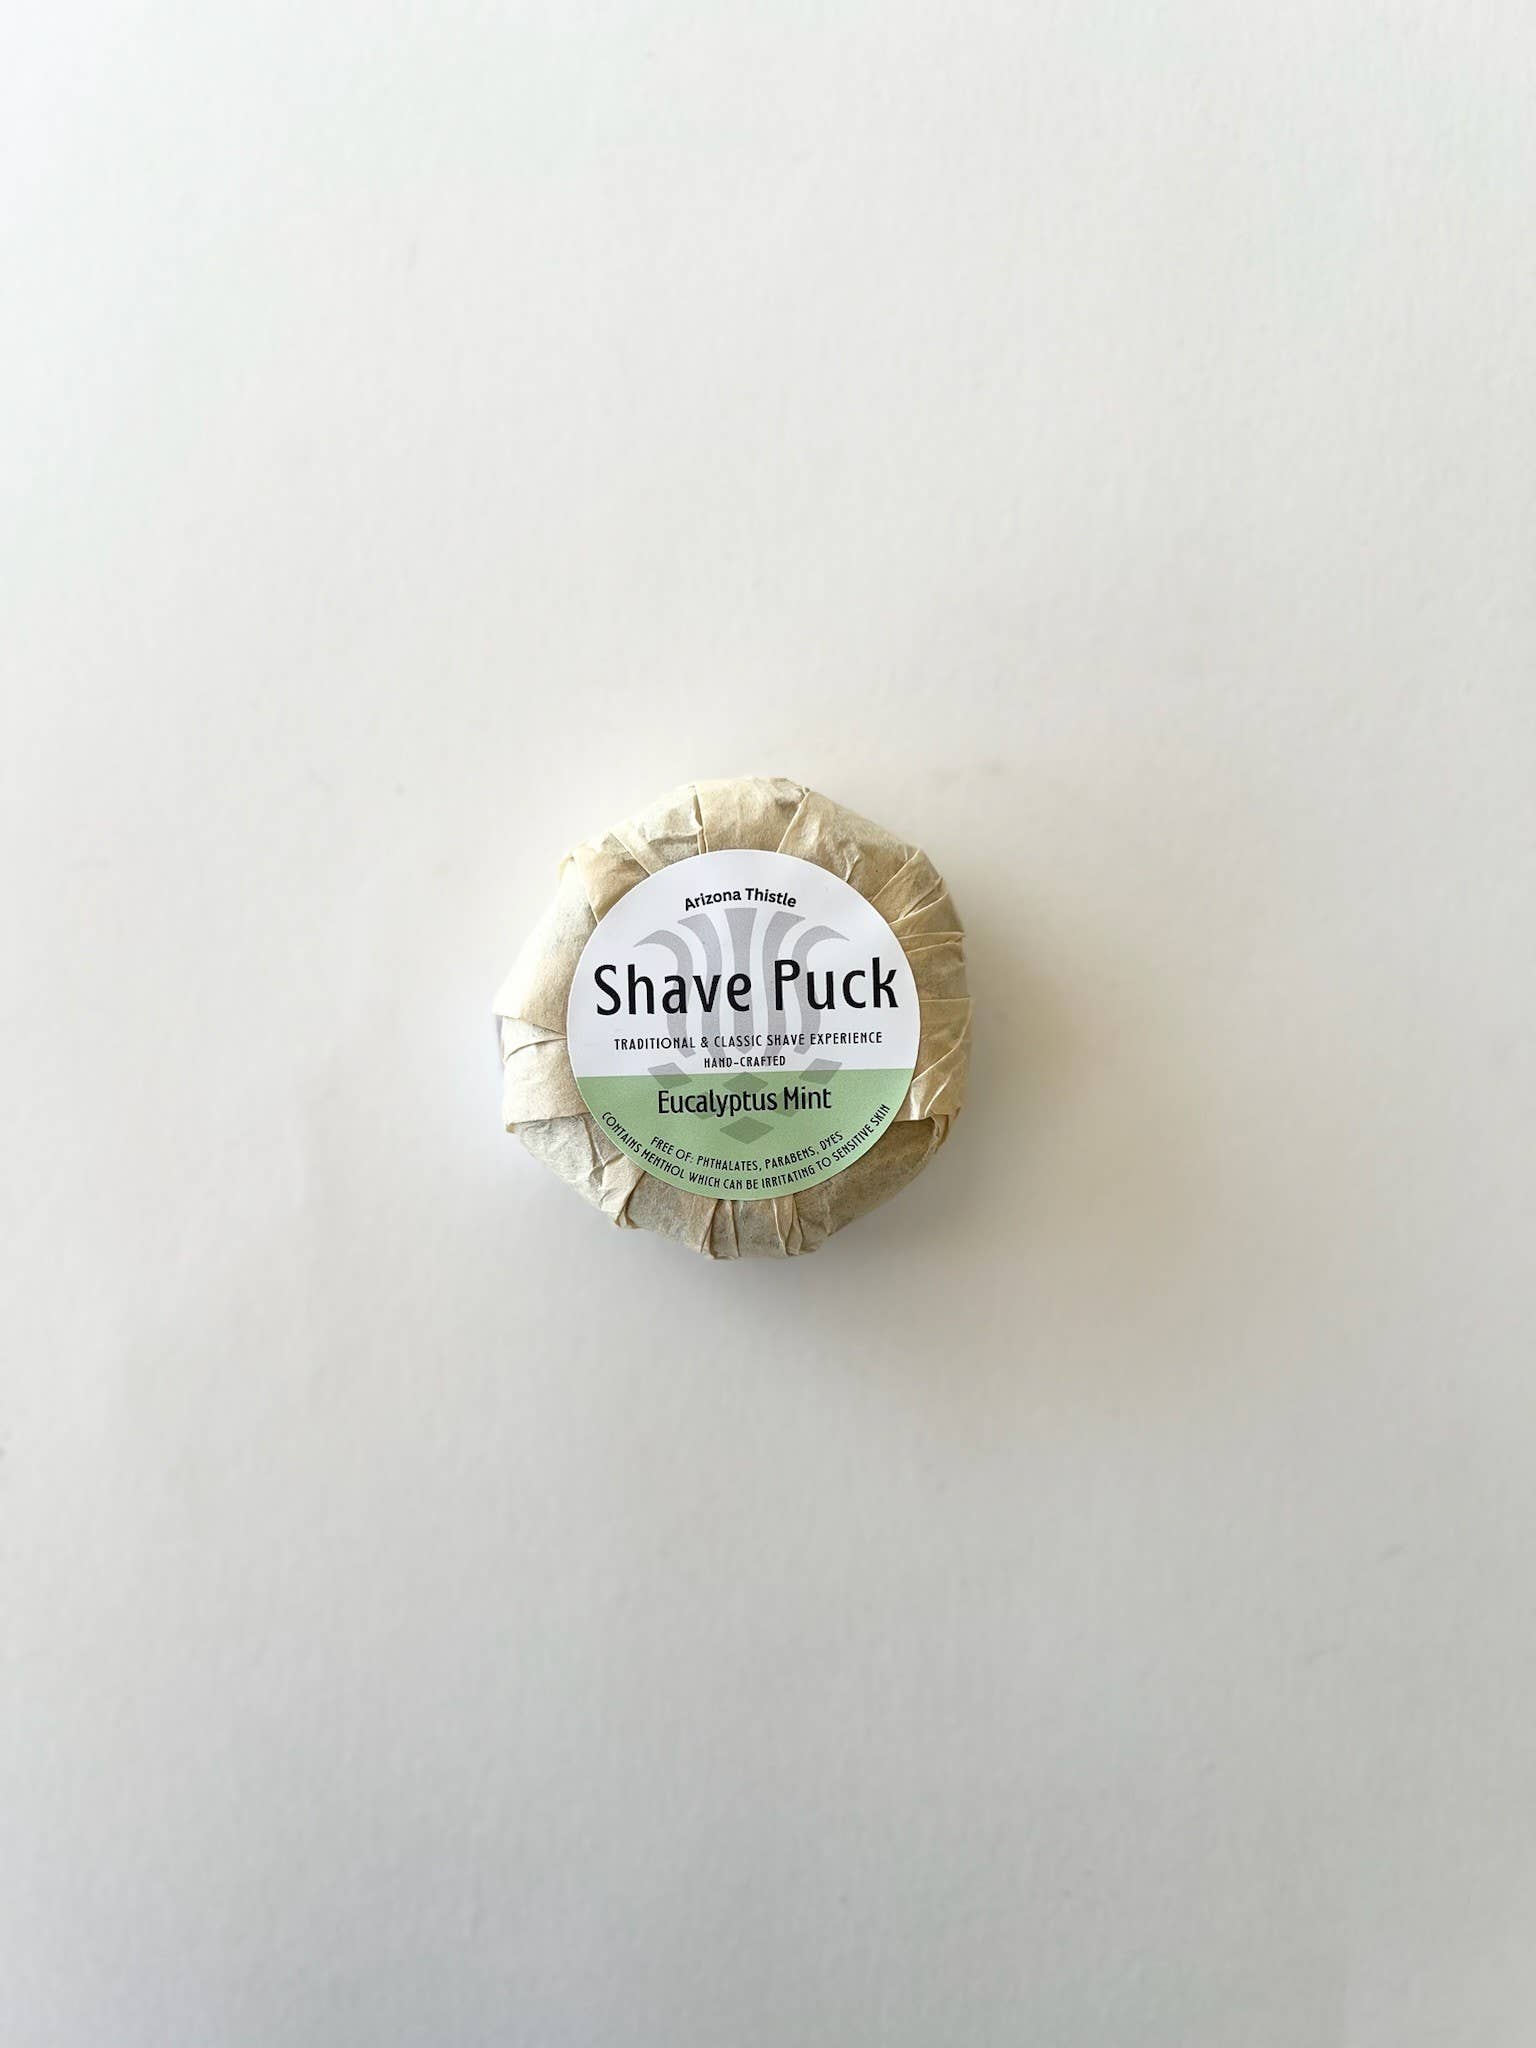 Arizona Thistle
Shave Puck
TRADITIONAL & CLASSIC SHAVE EXPERIENCE
HAND-CRAFTED
Eucalyptus Mint
FREE OF: PHTHALATES, PARABENS, DYES
CONTAINS MENTHOL WHICH CAN BE IRRITATING TO SENSITIVE SKIN